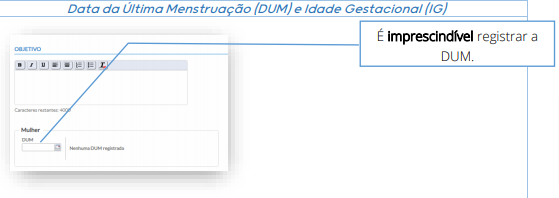 Data da Última Menstruação (DUM) e Idade Gestacional (IG)
É imprescindível registrar a
DUM.
OBJETIVO
B I U
Caracteres restantes: 4000
Mulher
DUM
Nenhuma DUM registrada